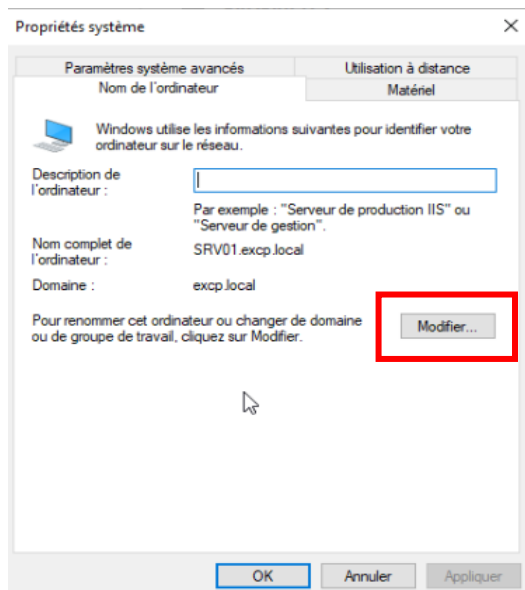 Propriétés système
Paramètres système avancés
Utilisation à distance
Nom de l'ordinateur
Matériel
Windows utilise les informations suivantes pour identifier votre
ordinateur sur le réseau.
Description de
l'ordinateur :
Par exemple : "Serveur de production IIS" ou
"Serveur de gestion".
Nom complet de
l'ordinateur :
SRV01.excp.local
Domaine :
excp.local
Pour renommer cet ordinateur ou changer de domaine
ou de groupe de travail, cliquez sur Modifier.
Modifier...
OK
Annuler
Appliquer